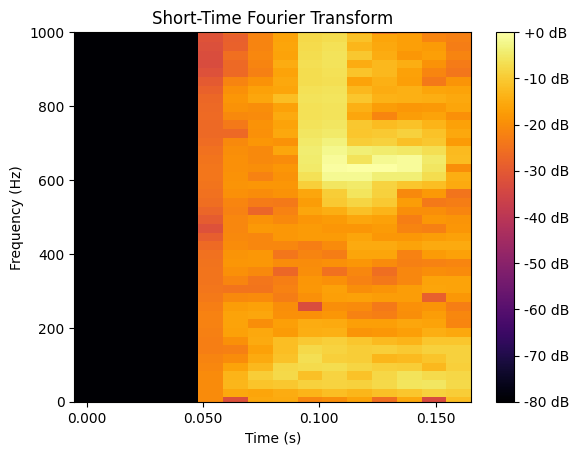 Short-Time Fourier Transform
Frequency (Hz)
1000
800
600
400
200
0
0.000
0.050
0.100
0.150
Time (s)
+0 dB
-10 dB
-20 dB
-30 dB
-40 dB
-50 dB
-60 dB
-70 dB
-80 dB